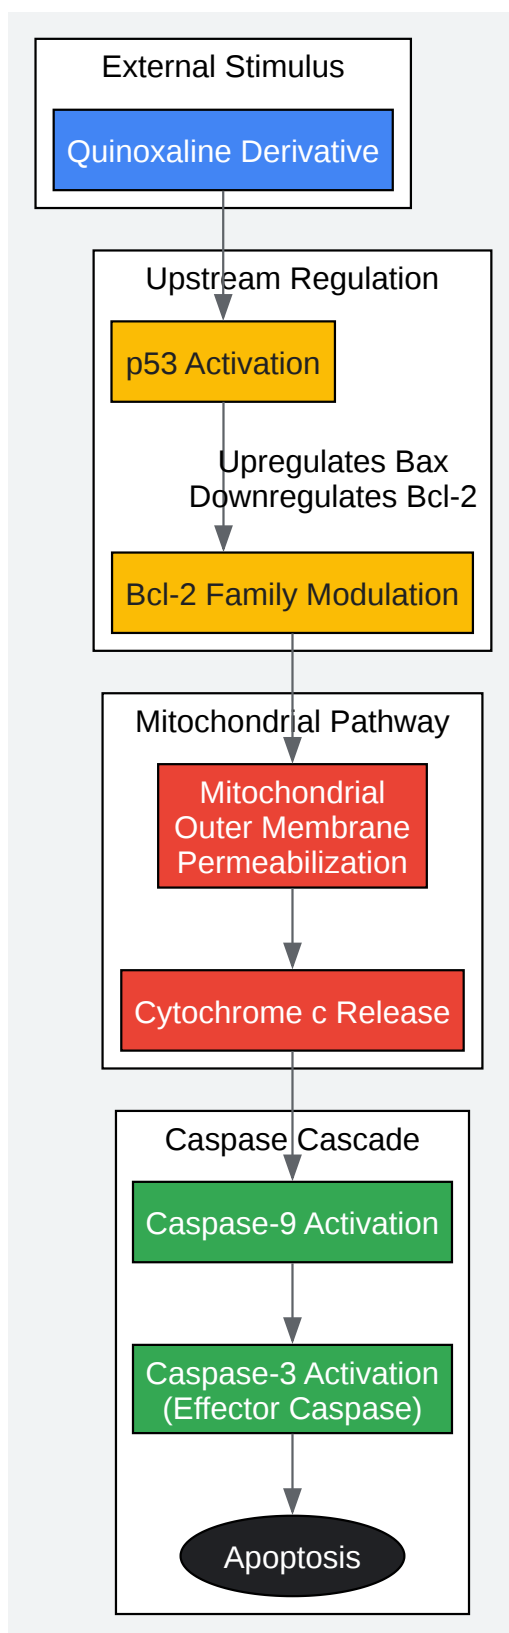 External Stimulus
Quinoxaline Derivative
Upstream Regulation
p53 Activation
Upregulates Bax
Downregulates Bcl-2
Bcl-2 Family Modulation
Mitochondrial Pathway
Mitochondrial
Outer Membrane
Permeabilization
Cytochrome c Release
Caspase Cascade
Caspase-9 Activation
Caspase-3 Activation
(Effector Caspase)
Apoptosis